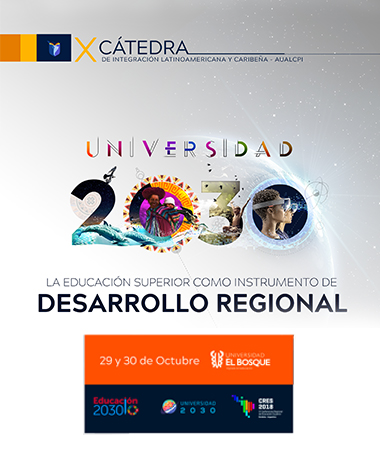 X CÁTEDRA
DE INTEGRACIÓN LATINOAMERICANA Y CARIBEÑA - AUALCPI
UNIVERSIDAD
2030
LA EDUCACIÓN SUPERIOR COMO INSTRUMENTO DE
DESARROLLO REGIONAL
29 y 30 de Octubre
UNIVERSIDAD
EL BOSQUE
Educación
2030
UNIVERSIDAD
2030
CRES
2018